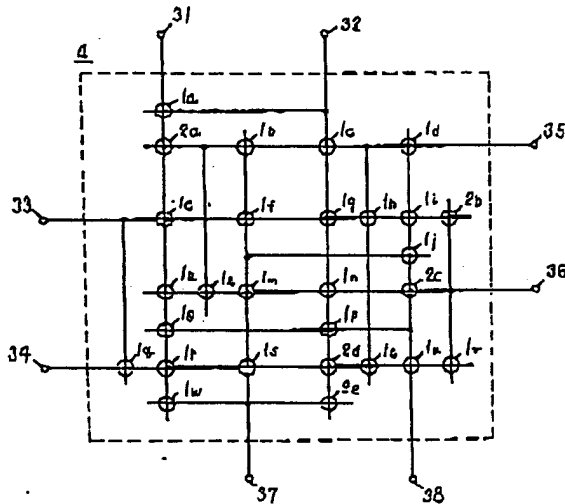 31 32
a
1a
2a 1b 1c 1d 35
33 1e 1f 1g 1h 1i 2b
1j
1k 1l 1m 1n 2c 36
1o 1p
34 1q 1r 1s 2d 1t 1u 1v
1w 2e
37 38